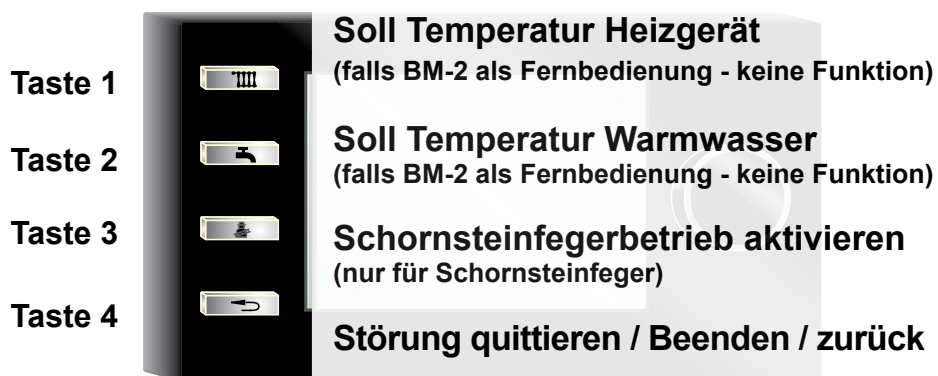 Soll Temperatur Heizgerät
Taste 1
(falls BM-2 als Fernbedienung - keine Funktion)
Soll Temperatur Warmwasser
Taste 2
(falls BM-2 als Fernbedienung - keine Funktion)
Taste 3
Schornsteinfegerbetrieb aktivieren
(nur für Schornsteinfeger)
Taste 4
Störung quittieren / Beenden / zurück